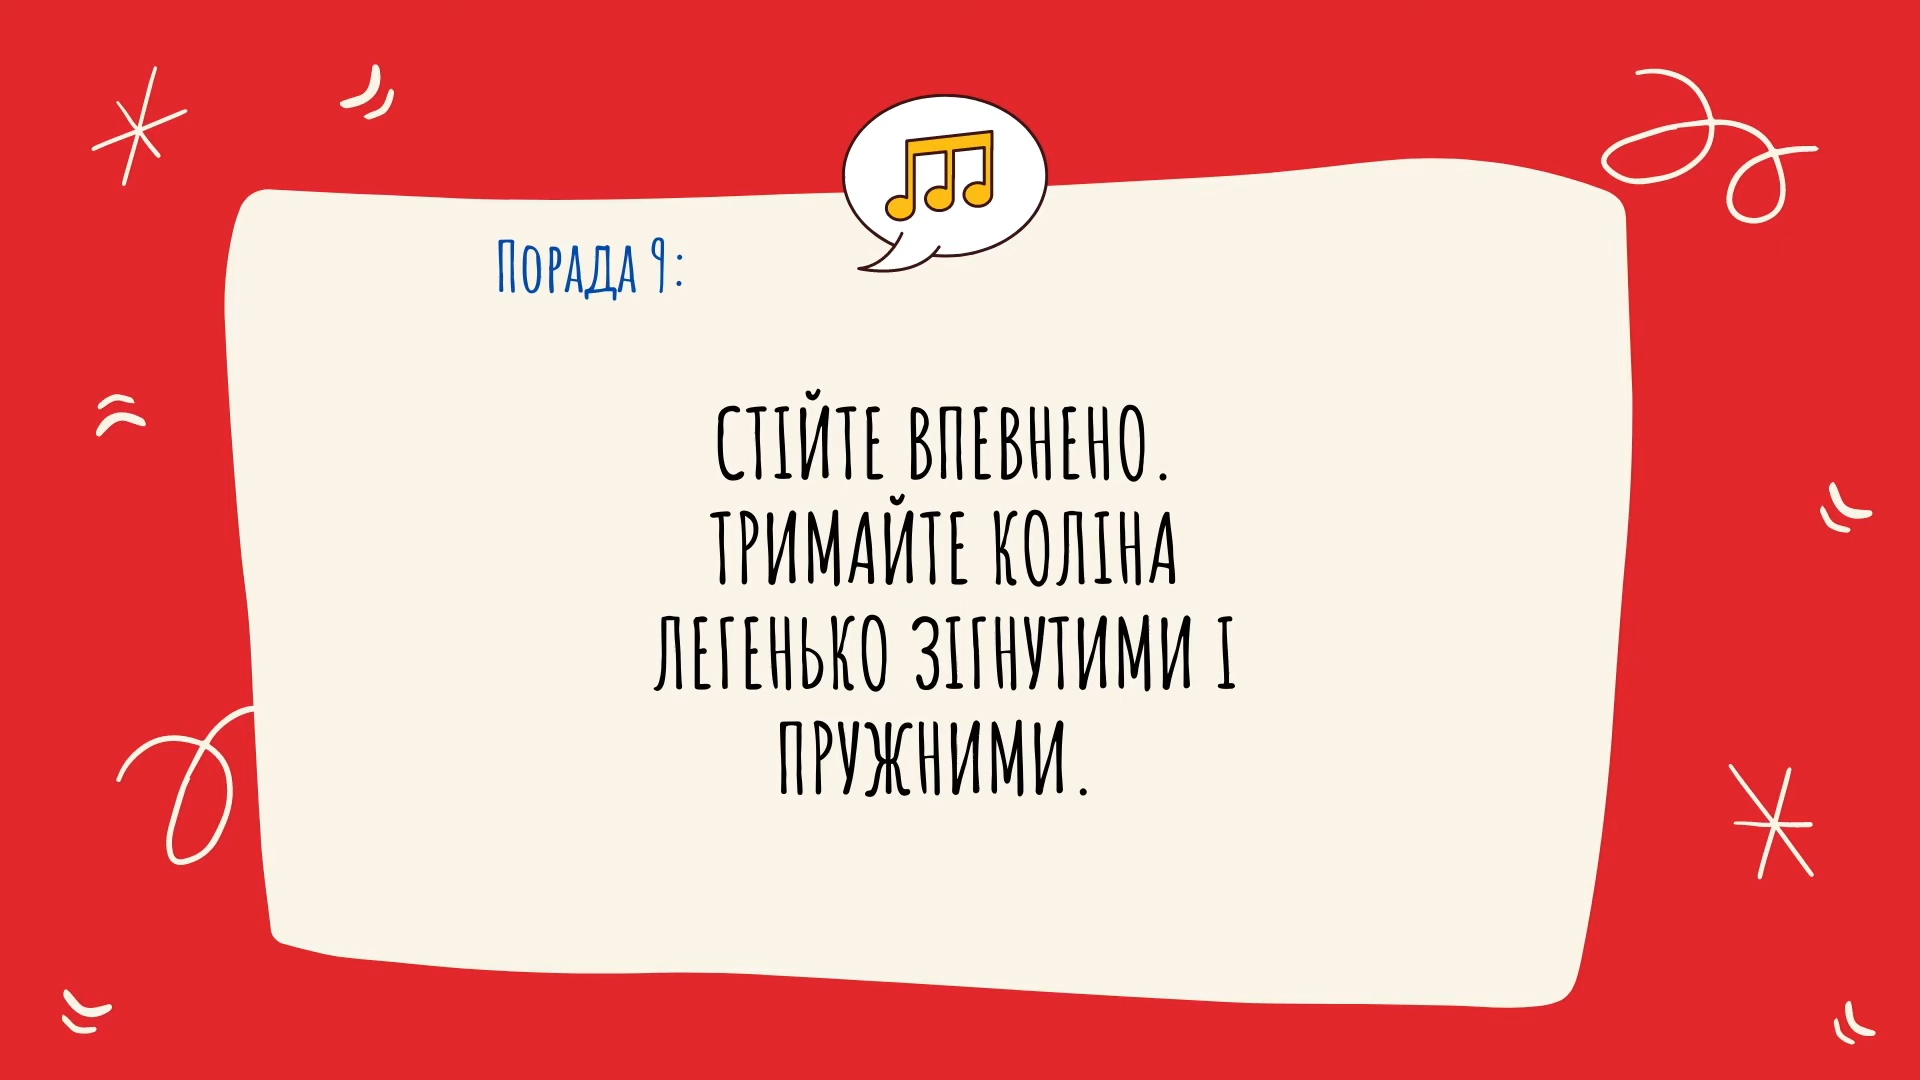 Порада 9:
СТІЙТЕ ВПЕВНЕНО.
ТРИМАЙТЕ КОЛІНА
ЛЕГЕНЬКО ЗІГНУТИМИ І
ПРУЖНИМИ.